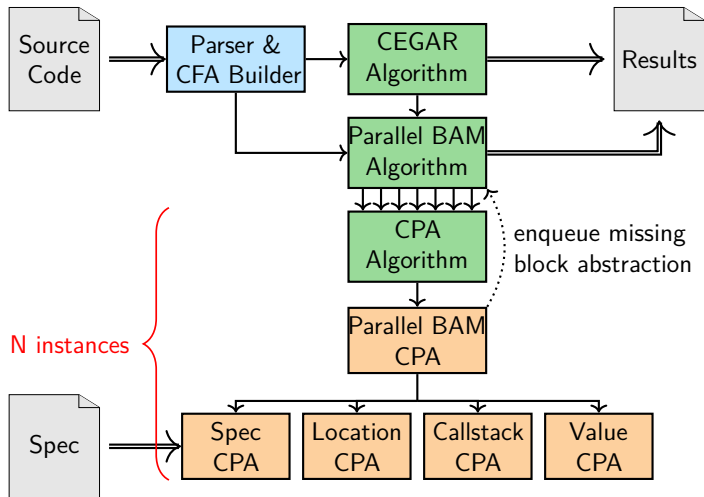 Source
Code
Parser &
CFA Builder
CEGAR
Algorithm
Results
Parallel BAM
Algorithm
CPA
Algorithm
enqueue missing
block abstraction
Parallel BAM
CPA
N instances
Spec
Spec
CPA
Location
CPA
Callstack
CPA
Value
CPA